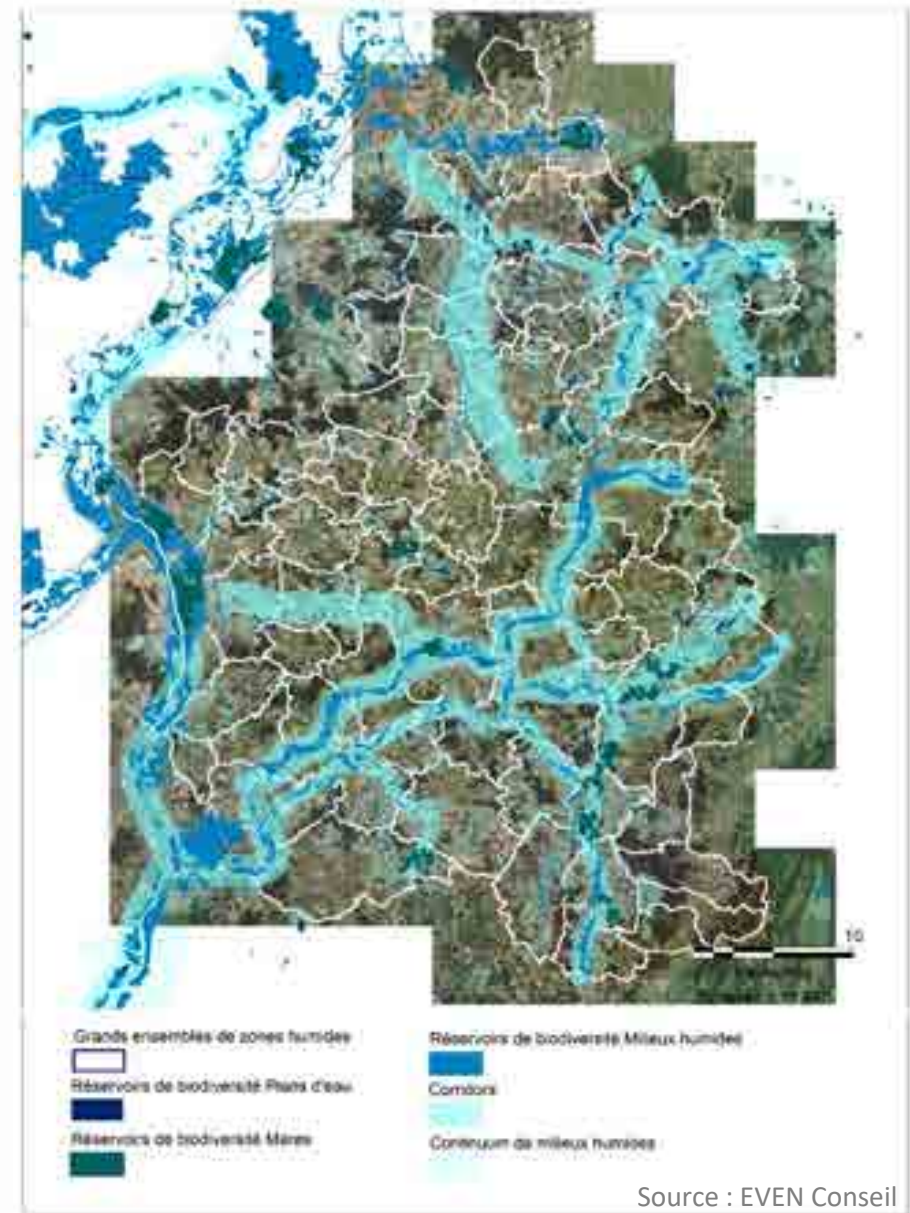 10
Grands ensembles de zones humides
Réservoirs de biodiversité Plans d'eau
Réservoirs de biodiversité Mares
Réservoirs de biodiversité Milieux humides
Corridors
Continuum de milieux humides
Source : EVEN Conseil